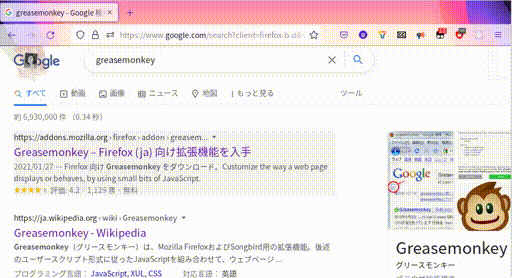 greasemonkey - Google 検
https://www.google.com/search?client=firefox-b-d&
Google
greasemonkey
すべて 動画 画像 ニュース 地図 もっと見る ツール
約 6,930,000 件 (0.34 秒)
https://addons.mozilla.org › firefox › addon › greasem...
Greasemonkey – Firefox (ja) 向け拡張機能を入手
2021/01/27 — Firefox 向け Greasemonkey をダウンロード。Customize the way a web page
displays or behaves, by using small bits of JavaScript.
評価: 4.2 · 1,129 票 · 無料
https://ja.wikipedia.org › wiki › Greasemonkey
Greasemonkey - Wikipedia
Greasemonkey（グリースモンキー）は、Mozilla FirefoxおよびSongbird用の拡張機能。後述
のユーザースクリプト形式に従ったJavaScriptを組み合わせて、ウェブページ ...
プログラミング言語: JavaScript, XUL, CSS 対応言語: 英語
Google
Greasemonkey
グリースモンキー